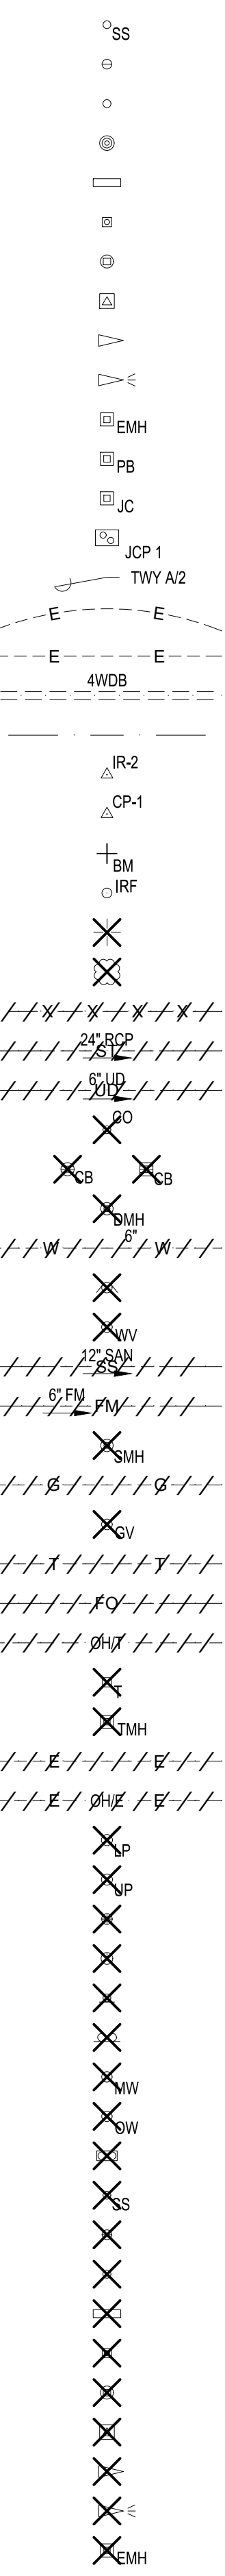 SS
EMH
PB
JC
JCP 1
TWY A/2
E E
E E
4WDB
IR-2
CP-1
BM
IRF
X X X X
24" RCP
ST
6" UD
UD
CO
CB CB
DMH
6"
W W
WV
12" SAN
SS
6" FM
FM
SMH
G G
GV
T T
FO
OH/T
T
TMH
E E
E OH/E E
LP
UP
MW
OW
SS
EMH